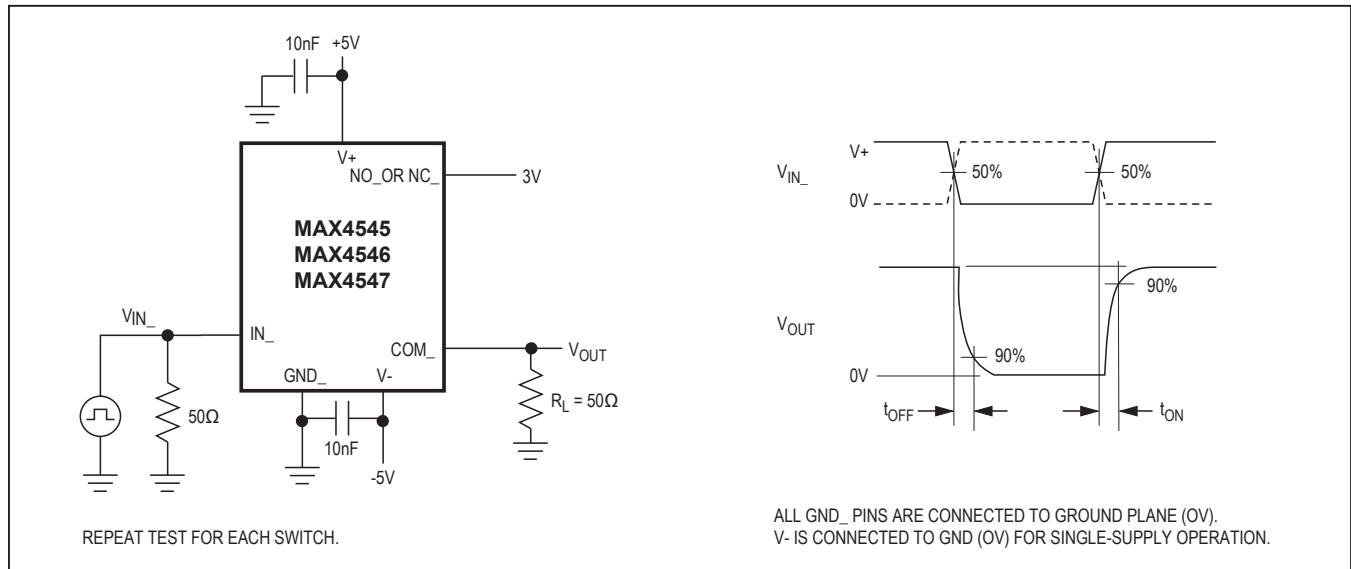 10nF
+5V
V+
NO_OR NC_
3V
MAX4545
MAX4546
MAX4547
VIN_
IN_
COM_
VOUT
GND_
V-
50Ω
10nF
RL = 50Ω
-5V
REPEAT TEST FOR EACH SWITCH.
V+
VIN_
50%
50%
0V
90%
VOUT
90%
0V
tOFF
tON
ALL GND_ PINS ARE CONNECTED TO GROUND PLANE (OV).
V- IS CONNECTED TO GND (OV) FOR SINGLE-SUPPLY OPERATION.